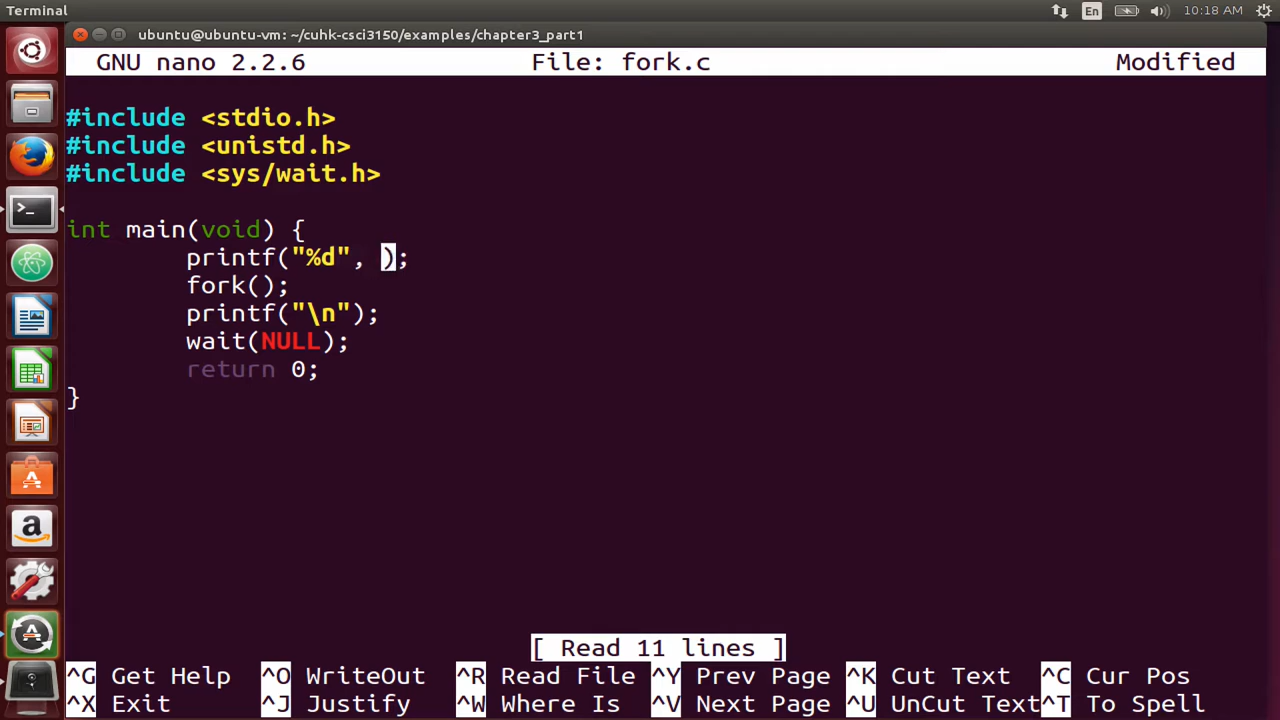 Terminal
En
10:18 AM
ubuntu@ubuntu-vm: ~/cuhk-csci3150/examples/chapter3_part1
GNU nano 2.2.6 File: fork.c Modified
#include <stdio.h>
#include <unistd.h>
#include <sys/wait.h>
int main(void) {
printf("%d", );
fork();
printf("\n");
wait(NULL);
return 0;
}
[ Read 11 lines ]
^G Get Help ^O WriteOut ^R Read File ^Y Prev Page ^K Cut Text ^C Cur Pos
^X Exit ^J Justify ^W Where Is ^V Next Page ^U UnCut Text ^T To Spell